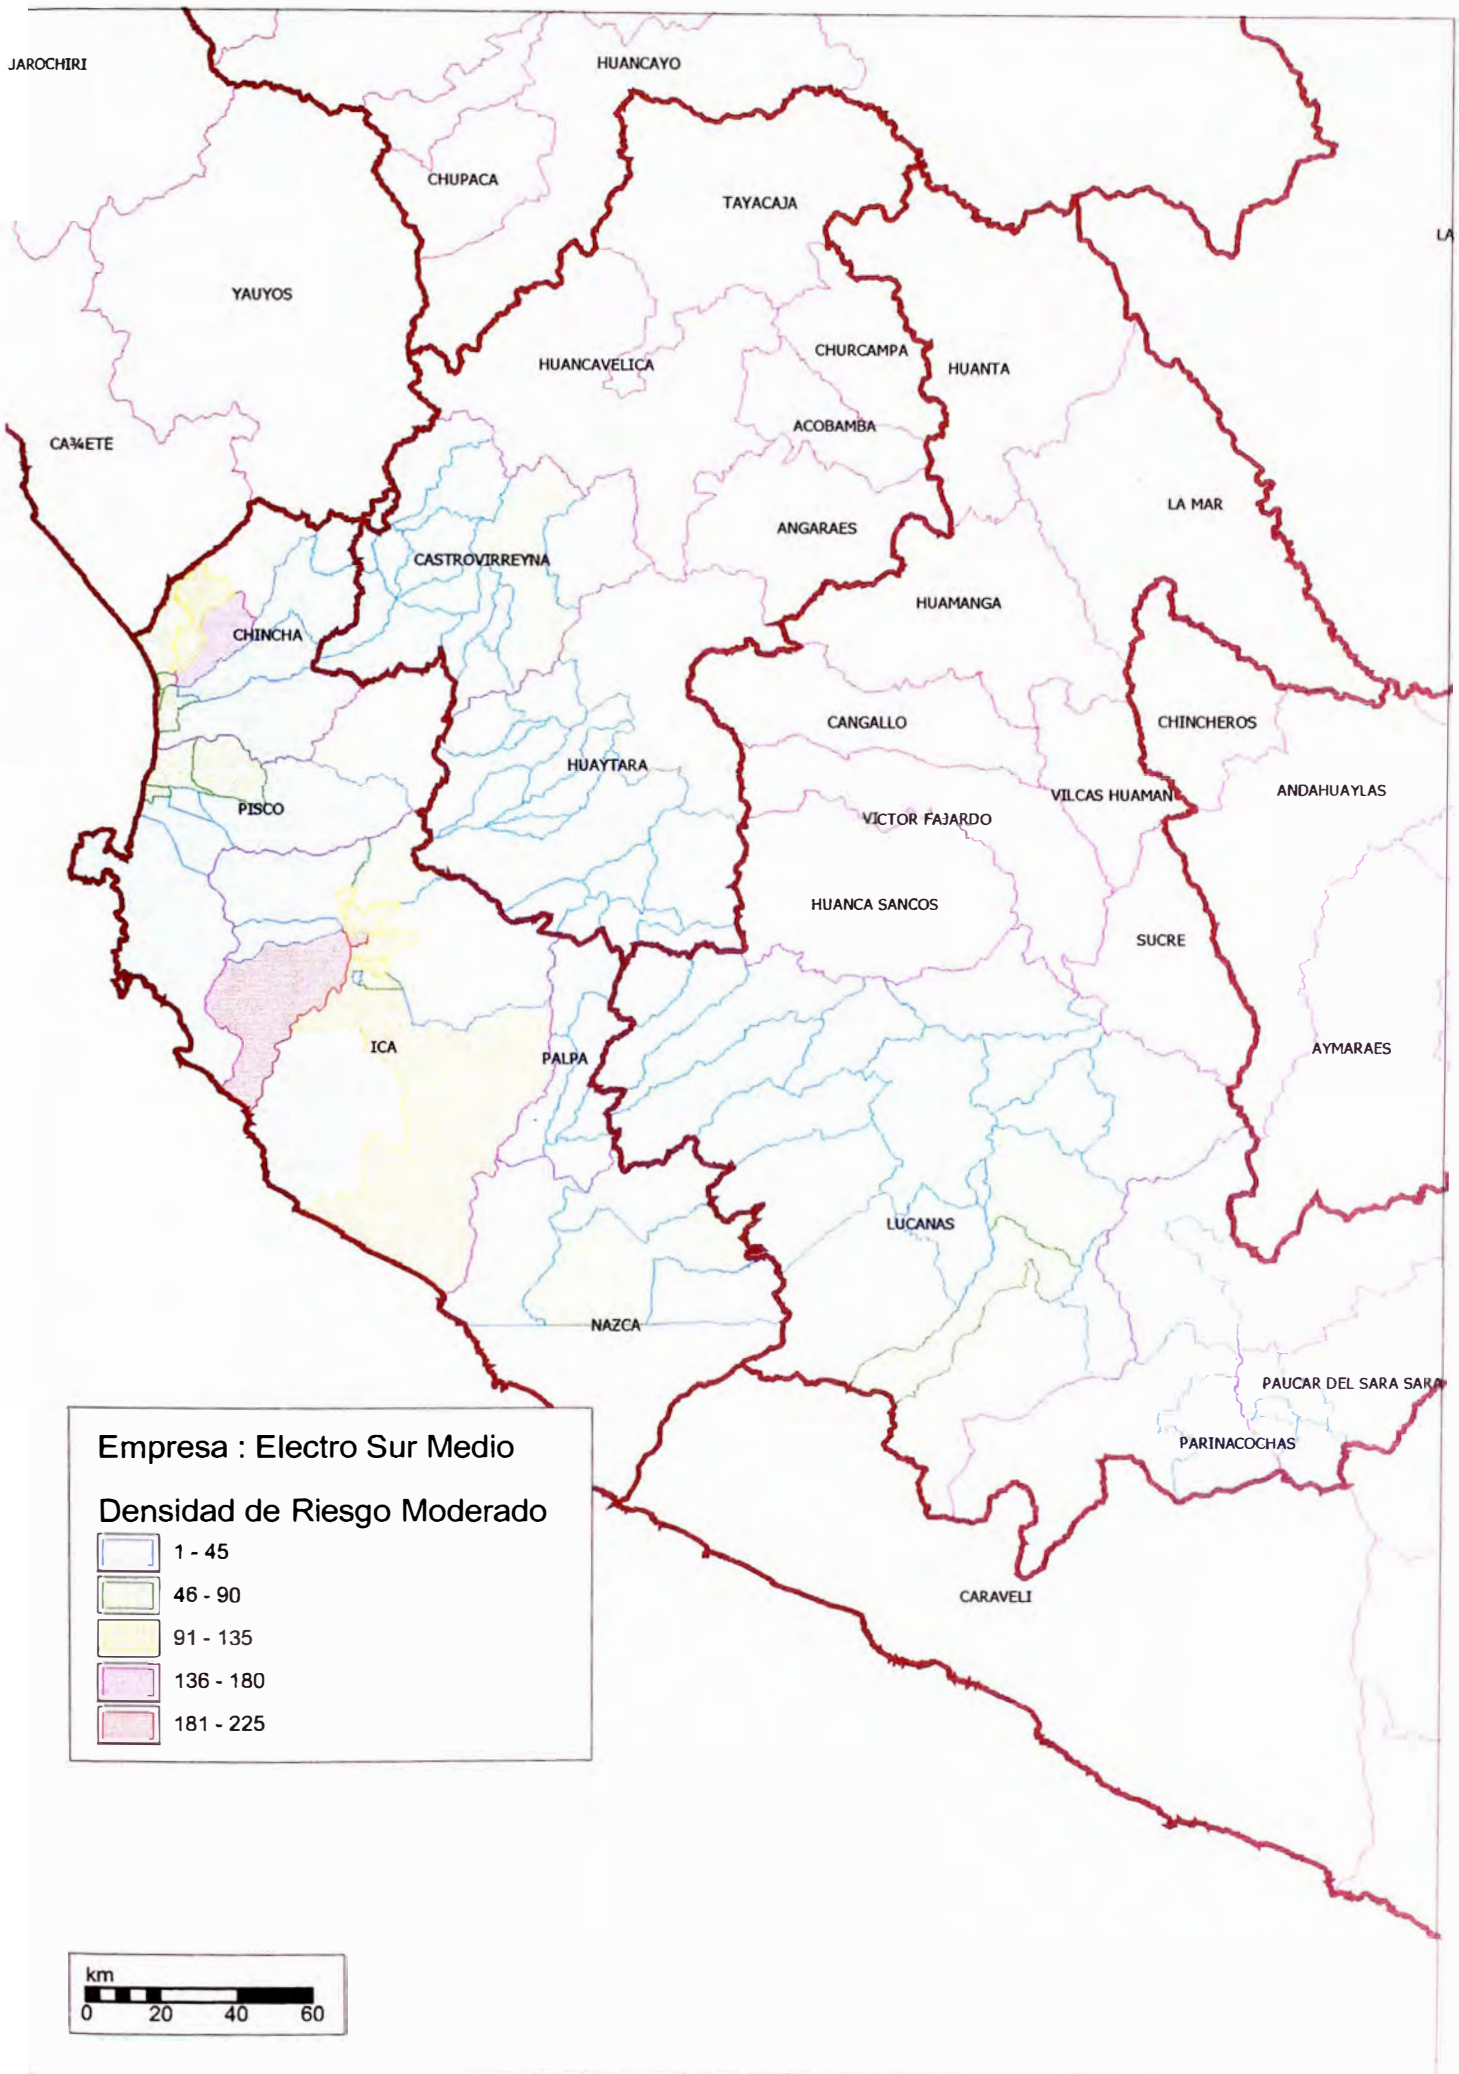 JAROCHIRI
HUANCAYO
CHUPACA
TAYACAJA
LA
YAUYOS
HUANCAVELICA
CHURCAMPA
HUANTA
CA¾ETE
ACOBAMBA
LA MAR
ANGARAES
CASTROVIRREYNA
HUAMANGA
CHINCHA
CANGALLO
CHINCHEROS
HUAYTARA
VILCAS HUAMAN
ANDAHUAYLAS
PISCO
VICTOR FAJARDO
HUANCA SANCOS
SUCRE
ICA
PALPA
AYMARAES
LUCANAS
NAZCA
PAUCAR DEL SARA SARA
PARINACOCHAS
CARAVELI
Empresa : Electro Sur Medio
Densidad de Riesgo Moderado
1 - 45
46 - 90
91 - 135
136 - 180
181 - 225
km
0 20 40 60